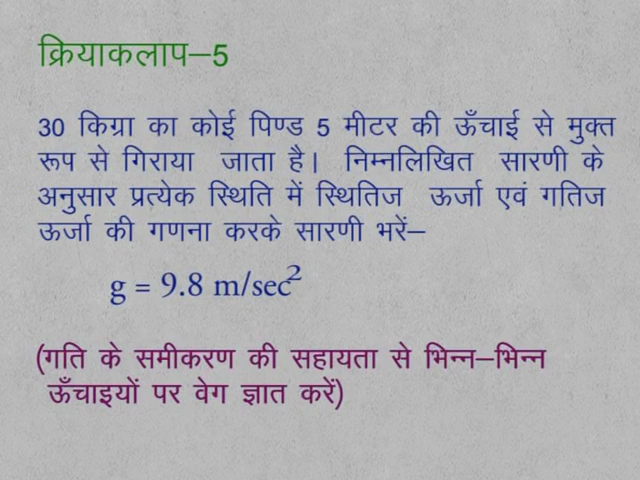 क्रियाकलाप–5
30 किग्रा का कोई पिण्ड 5 मीटर की ऊँचाई से मुक्त
रूप से गिराया जाता है। निम्नलिखित सारणी के
अनुसार प्रत्येक स्थिति में स्थितिज ऊर्जा एवं गतिज
ऊर्जा की गणना करके सारणी भरें–
g = 9.8 m/sec²
(गति के समीकरण की सहायता से भिन्न–भिन्न
ऊँचाइयों पर वेग ज्ञात करें)